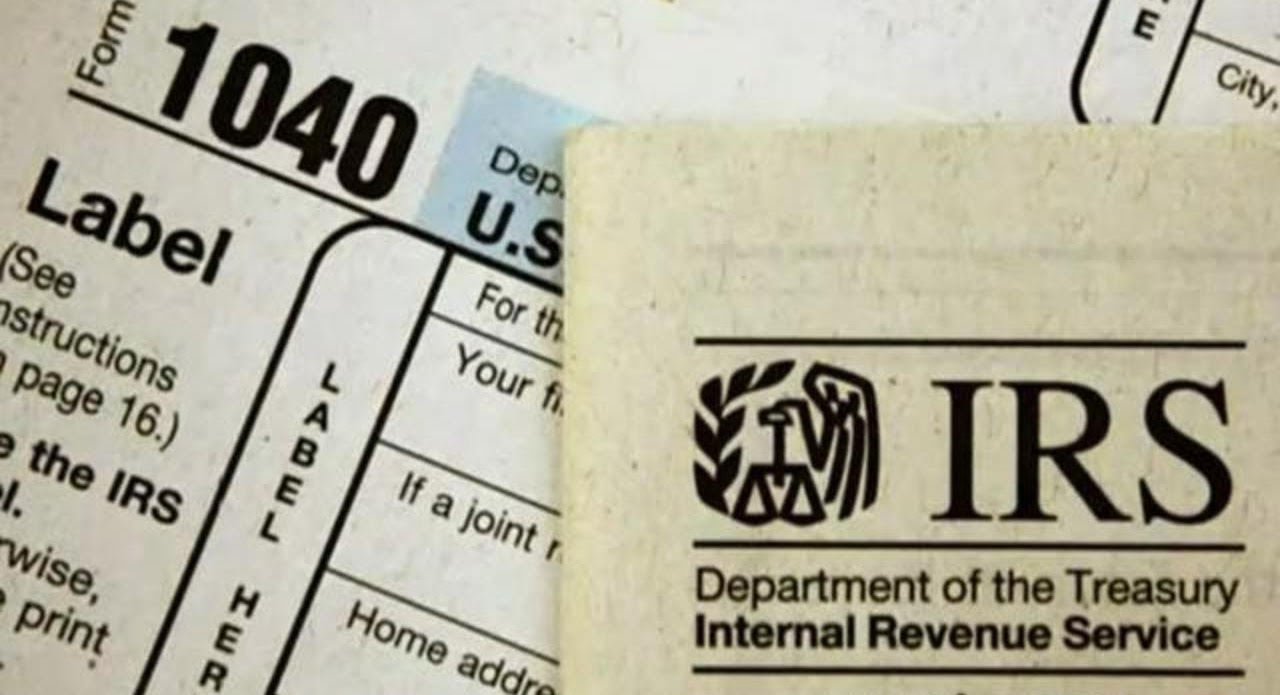 Form 1040
Dep
U.S
Label
(See
nstructions
page 16.)
the IRS
print
LABEL HER
For th
Your fi
If a joint r
Home addre
E
City,
IRS
Department of the Treasury
Internal Revenue Service